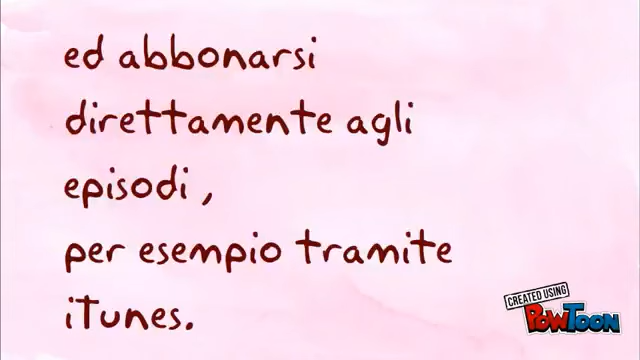 ed abbonarsi
direttamente agli
episodi ,
per esempio tramite
iTunes.
CREATED USING
POWTOON